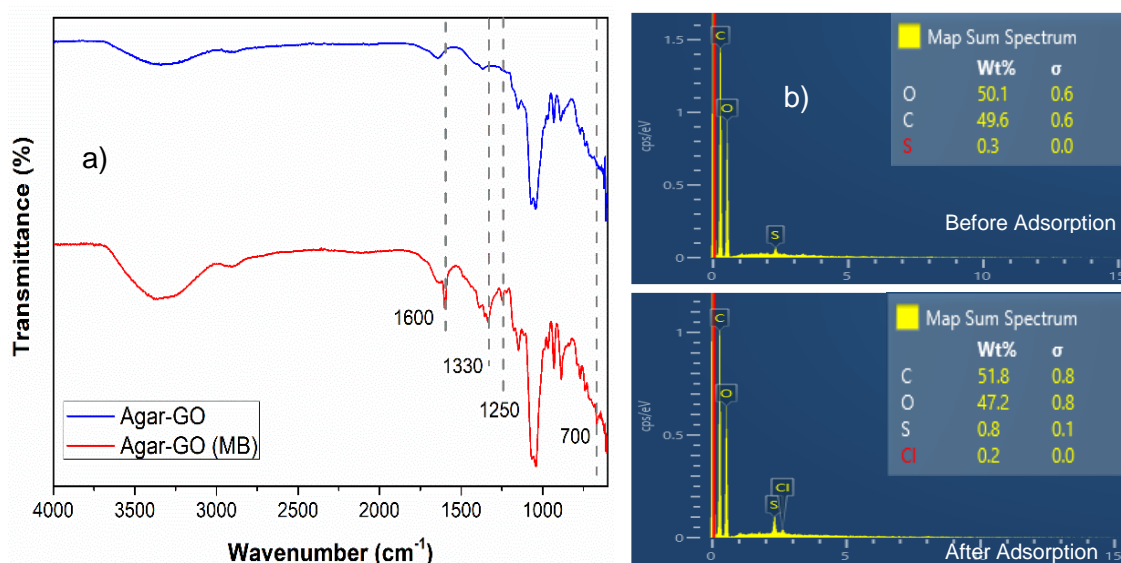 a)
Transmittance (%)
1600
1330
1250
700
Agar-GO
Agar-GO (MB)
4000 3500 3000 2500 2000 1500 1000
Wavenumber (cm-1)
b)
Map Sum Spectrum
Wt% σ
O 50.1 0.6
C 49.6 0.6
S 0.3 0.0
cps/eV
1.5
1
0.5
0
C
O
S
Before Adsorption
0 5 10 15
Map Sum Spectrum
Wt% σ
C 51.8 0.8
O 47.2 0.8
S 0.8 0.1
Cl 0.2 0.0
cps/eV
1
0.5
0
C
O
Cl
S
After Adsorption
0 5 10 15